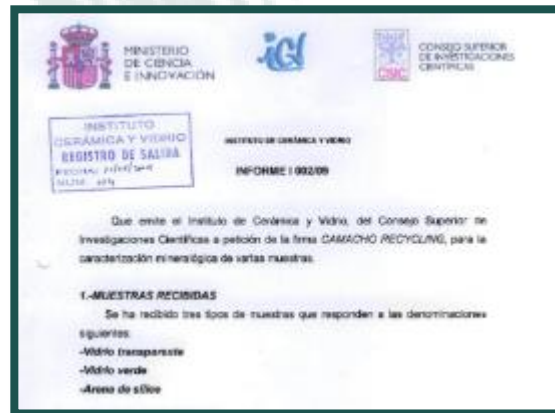 MINISTERIO
DE CIENCIA
E INNOVACIÓN
CSIC
CONSEJO SUPERIOR
DE INVESTIGACIONES
CIENTÍFICAS
INSTITUTO
CERÁMICA Y VIDRIO
REGISTRO DE SALIDA
INSTITUTO DE CERÁMICA Y VIDRIO
INFORME I 002/09
Que emite el Instituto de Cerámica y Vidrio, del Consejo Superior de
Investigaciones Científicas a petición de la firma CAMACHO RECYCLING, para la
caracterización mineralógica de varias muestras.
1.-MUESTRAS RECIBIDAS
Se ha recibido tres tipos de muestras que responden a las denominaciones
siguientes:
-Vidrio transparente
-Vidrio verde
-Arena de sílice